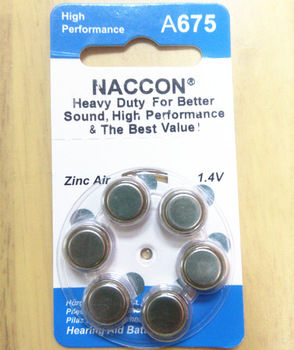 High
Performance
A675
NACCON®
Heavy Duty For Better
Sound, High Performance
& The Best Value!
Zinc Air
1.4V
Hearing Aid